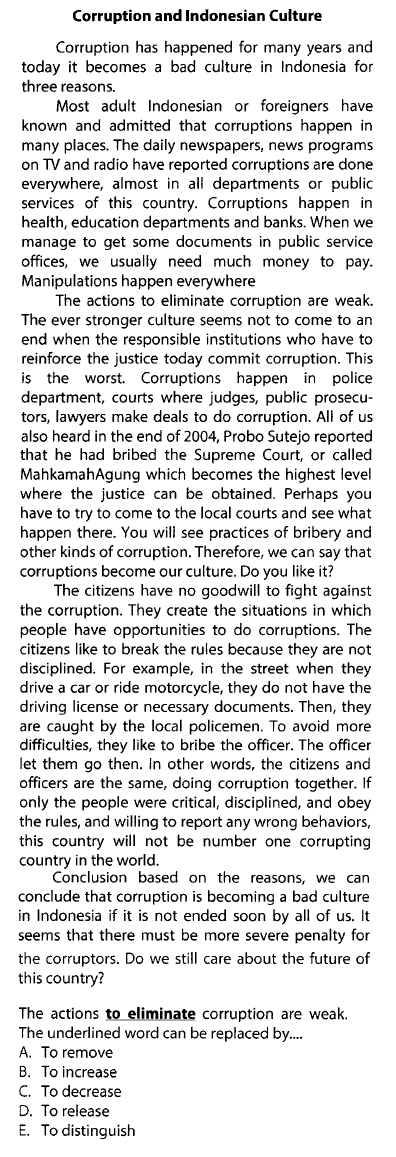 Corruption and Indonesian Culture
Corruption has happened for many years and
today it becomes a bad culture in Indonesia for
three reasons.
Most adult Indonesian or foreigners have
known and admitted that corruptions happen in
many places. The daily newspapers, news programs
on TV and radio have reported corruptions are done
everywhere, almost in all departments or public
services of this country. Corruptions happen in
health, education departments and banks. When we
manage to get some documents in public service
offices, we usually need much money to pay.
Manipulations happen everywhere
The actions to eliminate corruption are weak.
The ever stronger culture seems not to come to an
end when the responsible institutions who have to
reinforce the justice today commit corruption. This
is the worst. Corruptions happen in police
department, courts where judges, public prosecu-
tors, lawyers make deals to do corruption. All of us
also heard in the end of 2004, Probo Sutejo reported
that he had bribed the Supreme Court, or called
MahkamahAgung which becomes the highest level
where the justice can be obtained. Perhaps you
have to try to come to the local courts and see what
happen there. You will see practices of bribery and
other kinds of corruption. Therefore, we can say that
corruptions become our culture. Do you like it?
The citizens have no goodwill to fight against
the corruption. They create the situations in which
people have opportunities to do corruptions. The
citizens like to break the rules because they are not
disciplined. For example, in the street when they
drive a car or ride motorcycle, they do not have the
driving license or necessary documents. Then, they
are caught by the local policemen. To avoid more
difficulties, they like to bribe the officer. The officer
let them go then. In other words, the citizens and
officers are the same, doing corruption together. If
only the people were critical, disciplined, and obey
the rules, and willing to report any wrong behaviors,
this country will not be number one corrupting
country in the world.
Conclusion based on the reasons, we can
conclude that corruption is becoming a bad culture
in Indonesia if it is not ended soon by all of us. It
seems that there must be more severe penalty for
the corruptors. Do we still care about the future of
this country?
The actions to eliminate corruption are weak.
The underlined word can be replaced by....
A. To remove
B. To increase
C. To decrease
D. To release
E. To distinguish